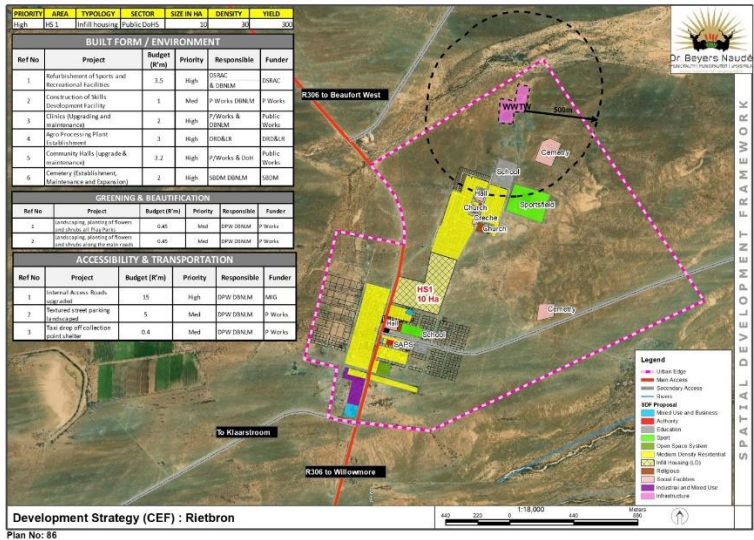 PRIORITY AREA TYPOLOGY SECTOR SIZE IN HA DENSITY YIELD
High HS 1 Infill housing Public DoHS 10 30 300
BUILT FORM / ENVIRONMENT
Ref No Project Budget (R'm) Priority Responsible Funder
1 Refurbishment of Sports and Recreational Facilities 3.5 High DSRAC & DBNLM DSRAC
2 Construction of Skills Development Facility 1 Med P Works DBNLM P Works
3 Clinics (Upgrading and maintenance) 2 High P/Works & DBNLM Public Works
4 Agro Processing Plant Establishment 3 High DRD&LR DRD&LR
5 Community Halls (upgrade & maintenance) 3.2 High P/Works & DoH Public Works
6 Cemetery (Establishment, Maintenance and Expansion) 2 High SBDM DBNLM SBDM
GREENING & BEAUTIFICATION
Ref No Project Budget (R'm) Priority Responsible Funder
1 Landscaping, planting of flowers and shrubs all Play Parks 0.45 Med DPW DBNLM P Works
2 Landscaping, planting of flowers and shrubs along the main roads 0.45 Med DPW DBNLM P Works
ACCESSIBILITY & TRANSPORTATION
Ref No Project Budget (R'm) Priority Responsible Funder
1 Internal Access Roads upgraded 15 High DPW DBNLM MIG
2 Textured street parking landscaped 5 Med DPW DBNLM P Works
3 Taxi drop off collection point shelter 0.4 Med DPW DBNLM P Works
R306 to Beaufort West
WWTW
500m
Cemetry
School
Hall
Church
Creche
Church
Sportsfield
HS1
10 Ha
Cemetry
Hall
School
SAPS
To Klaarstroom
R306 to Willowmore
Dr. Beyers Naudé
SPATIAL DEVELOPMENT FRAMEWORK
Legend
Urban Edge
Main Access
Secondary Access
Rivers
SDF Proposal
Mixed Use and Business
Authority
Education
Sport
Open Space System
Medium Density Residential
Infill Housing (LD)
Religious
Social Facilities
Industrial and Mixed Use
Infrastructure
Development Strategy (CEF) : Rietbron
1:18,000
Meters
440 220 0 440 880
Plan No: 86